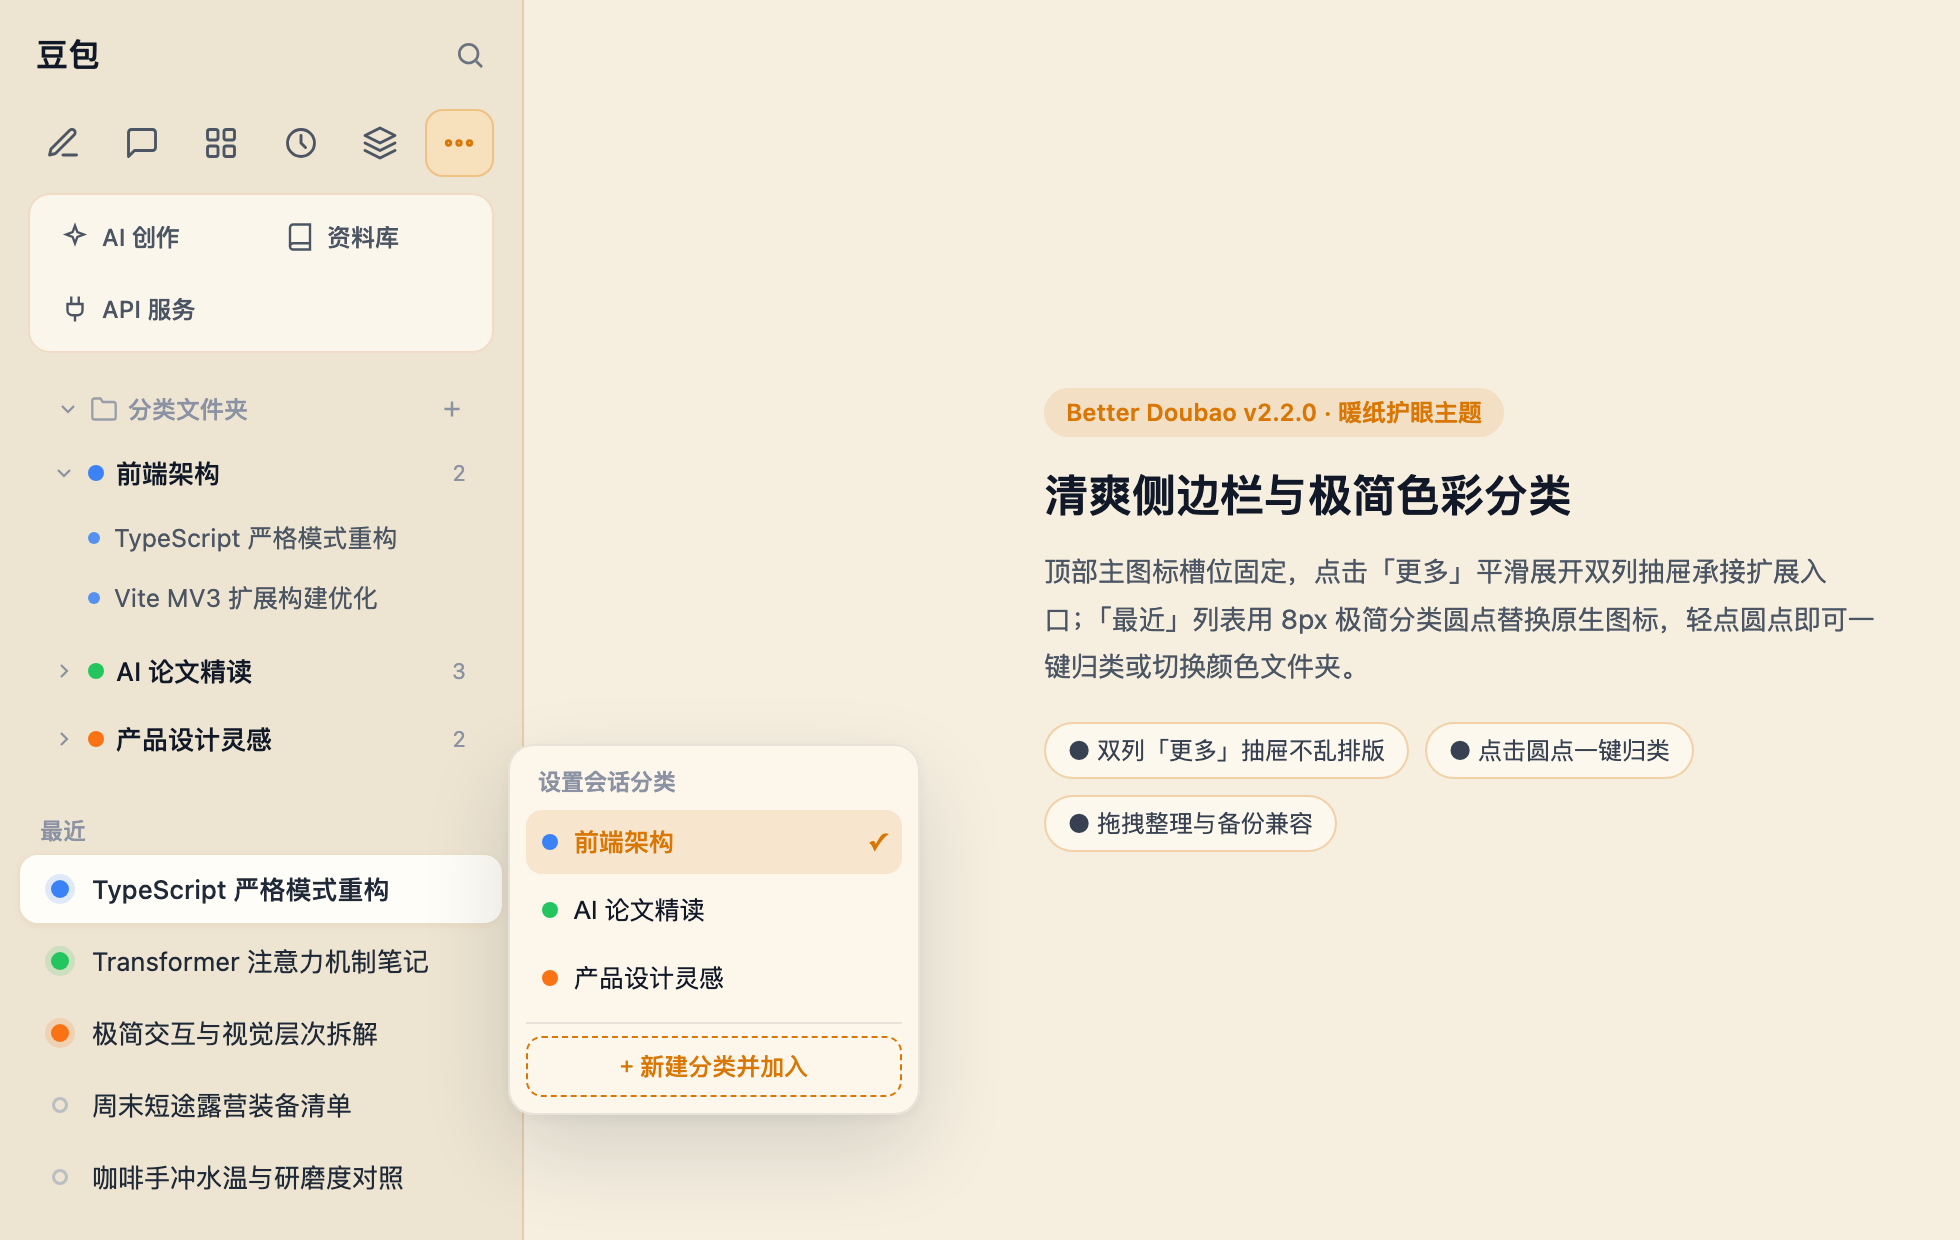 豆包
AI 创作
资料库
API 服务
分类文件夹
+
前端架构 2
TypeScript 严格模式重构
Vite MV3 扩展构建优化
AI 论文精读 3
产品设计灵感 2
最近
TypeScript 严格模式重构
Transformer 注意力机制笔记
极简交互与视觉层次拆解
周末短途露营装备清单
咖啡手冲水温与研磨度对照
设置会话分类
前端架构 ✓
AI 论文精读
产品设计灵感
+ 新建分类并加入
Better Doubao v2.2.0 · 暖纸护眼主题
清爽侧边栏与极简色彩分类
顶部主图标槽位固定，点击「更多」平滑展开双列抽屉承接扩展入
口；「最近」列表用 8px 极简分类圆点替换原生图标，轻点圆点即可一
键归类或切换颜色文件夹。
● 双列「更多」抽屉不乱排版
● 点击圆点一键归类
● 拖拽整理与备份兼容